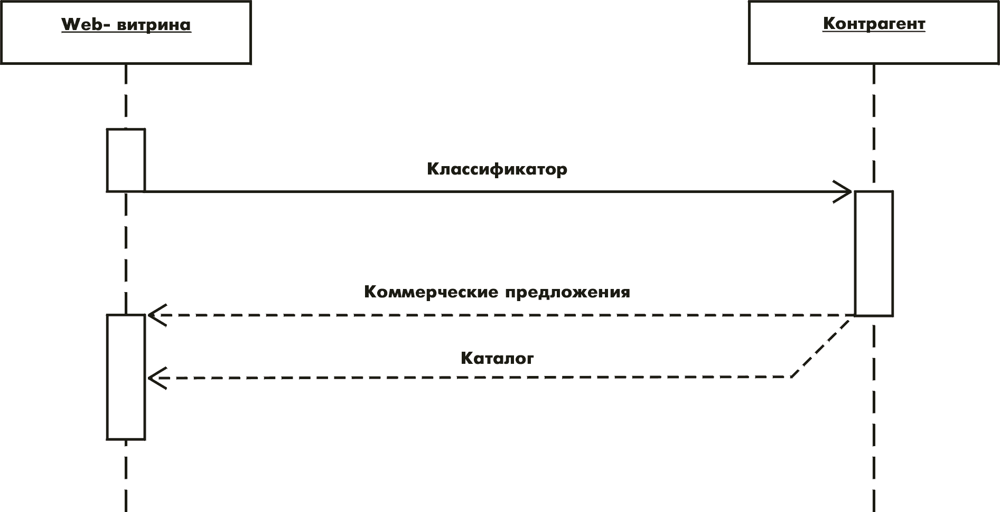 Web- витрина
Контрагент
Классификатор
Коммерческие предложения
Каталог